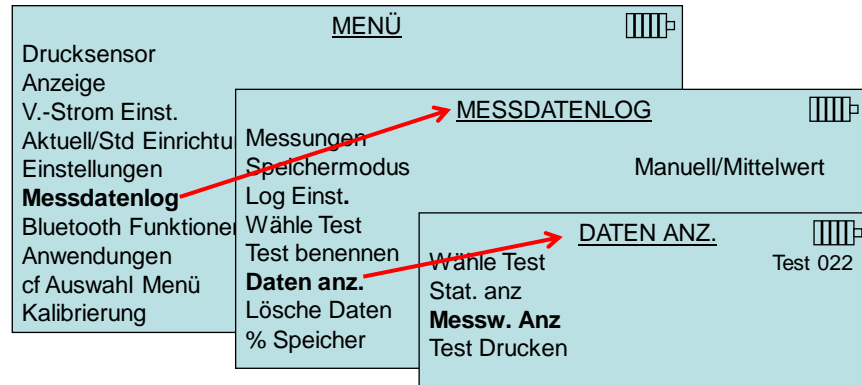 MENÜ
Drucksensor
Anzeige
V.-Strom Einst.
Aktuell/Std Einrichtu
Einstellungen
Messdatenlog
Bluetooth Funktione
Anwendungen
cf Auswahl Menü
Kalibrierung
MESSDATENLOG
Messungen
Speichermodus Manuell/Mittelwert
Log Einst.
Wähle Test
Test benennen
Daten anz.
Lösche Daten
% Speicher
DATEN ANZ.
Wähle Test Test 022
Stat. anz
Messw. Anz
Test Drucken